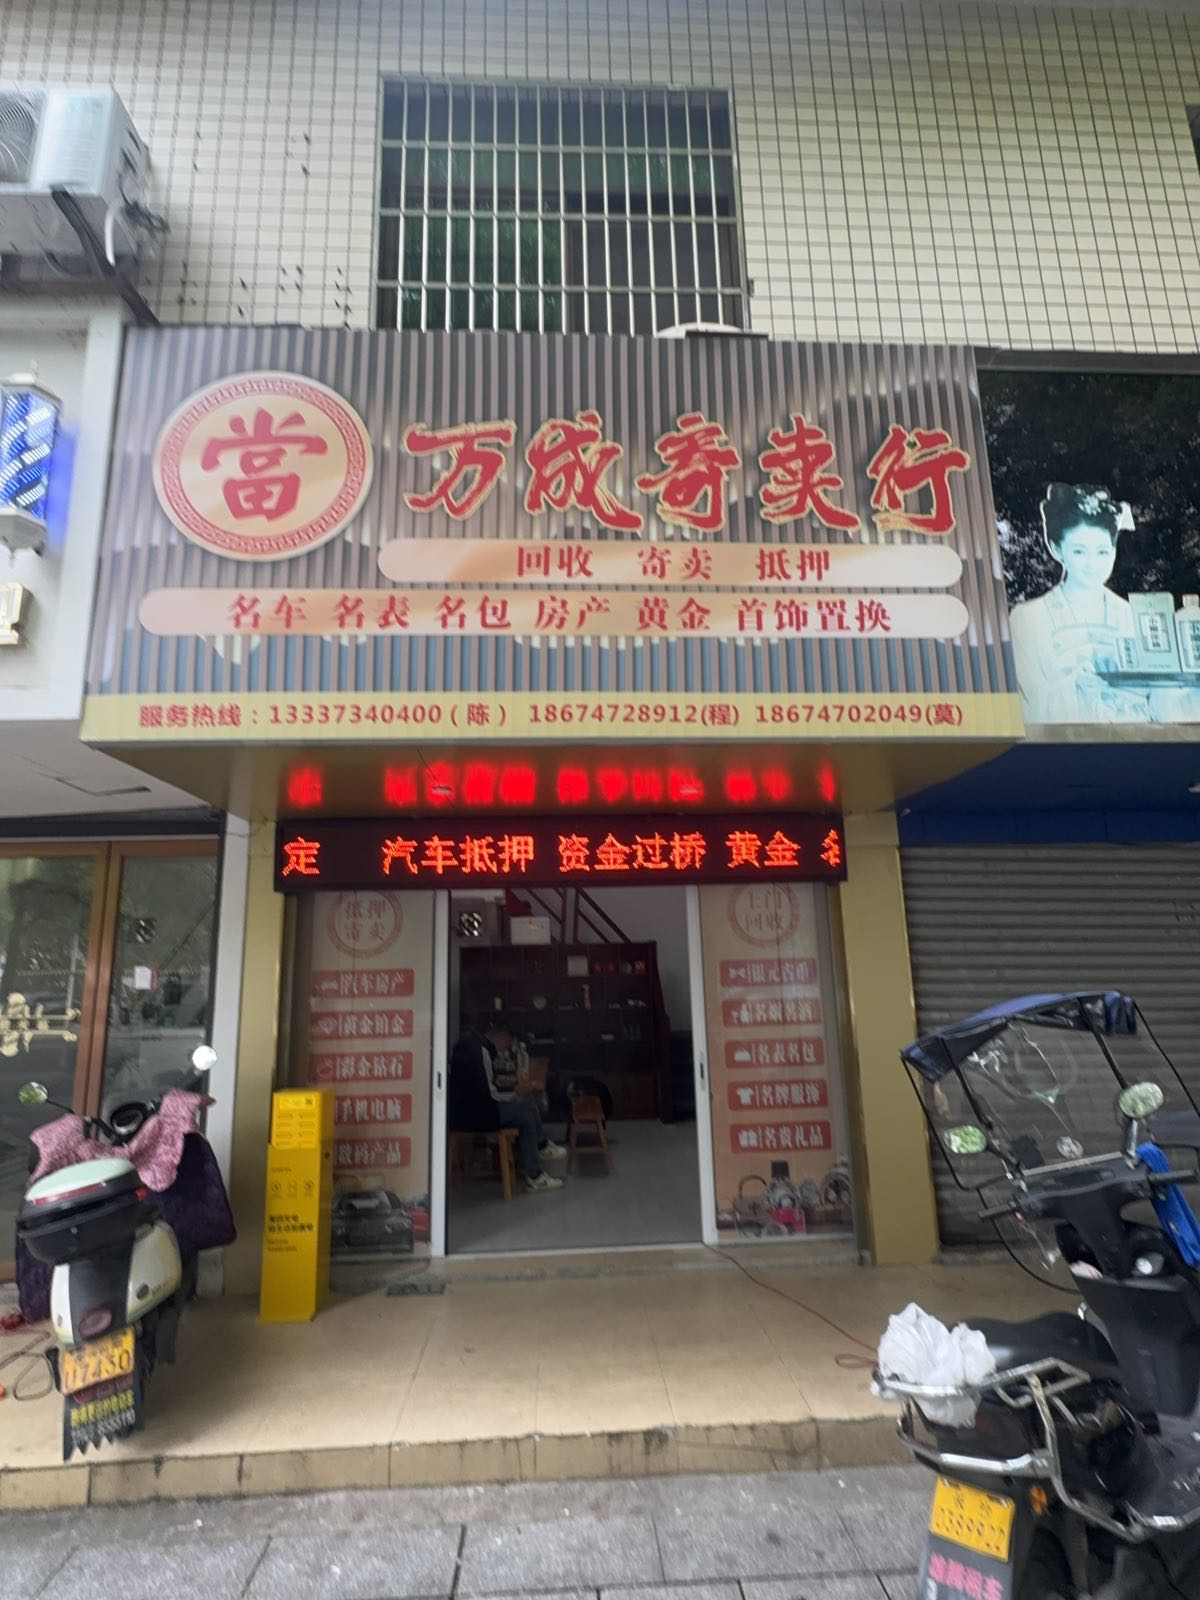 當
万成寄卖行
回收 寄卖 抵押
名车 名表 名包 房产 黄金 首饰置换
服务热线：13337340400（陈） 18674728912(程) 18674702049(莫)
定 汽车抵押 资金过桥 黄金
抵押
寄卖
汽车房产
黄金铂金
彩金钻石
手机电脑
数码产品
上门
回收
银元古币
名烟名酒
名表名包
名牌服饰
名贵礼品